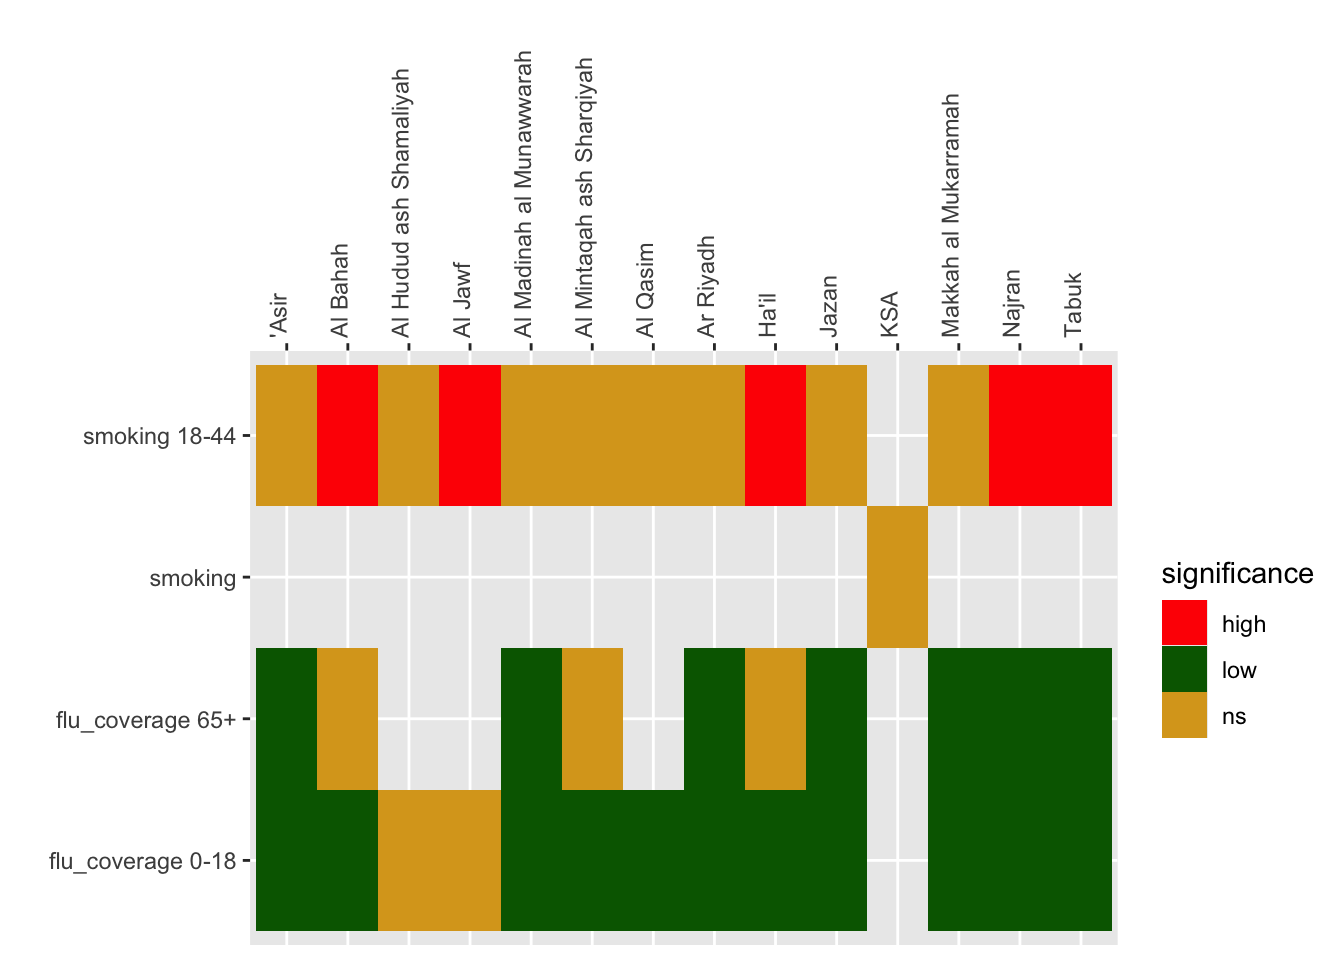 'Asir
Al Bahah
Al Hudud ash Shamaliyah
Al Jawf
Al Madinah al Munawwarah
Al Mintaqah ash Sharqiyah
Al Qasim
Ar Riyadh
Ha'il
Jazan
KSA
Makkah al Mukarramah
Najran
Tabuk
smoking 18-44
smoking
flu_coverage 65+
flu_coverage 0-18
significance
high
low
ns